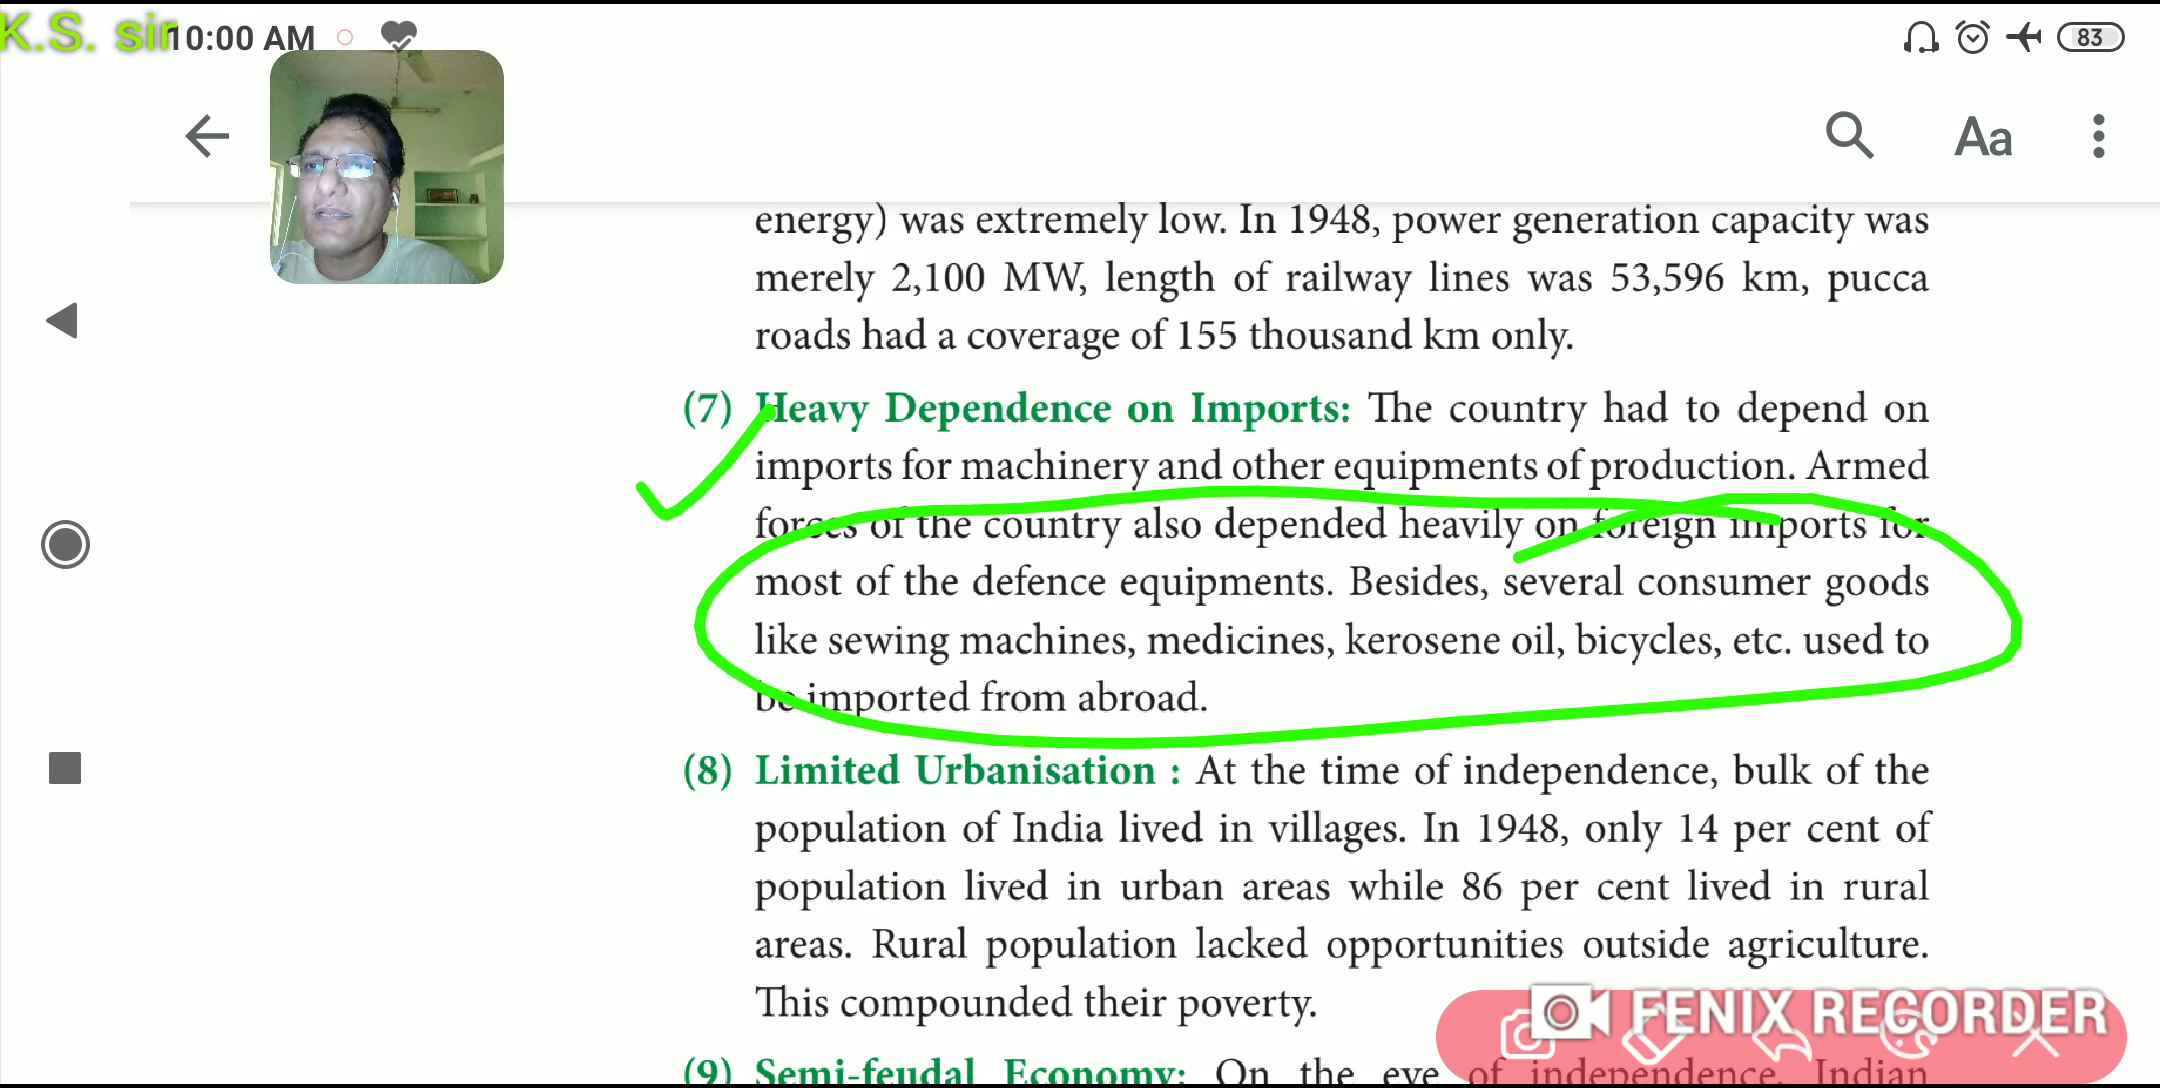 K.S. sir
10:00 AM
83
Aa
energy) was extremely low. In 1948, power generation capacity was
merely 2,100 MW, length of railway lines was 53,596 km, pucca
roads had a coverage of 155 thousand km only.
(7) Heavy Dependence on Imports: The country had to depend on
imports for machinery and other equipments of production. Armed
forces of the country also depended heavily on foreign imports for
most of the defence equipments. Besides, several consumer goods
like sewing machines, medicines, kerosene oil, bicycles, etc. used to
be imported from abroad.
(8) Limited Urbanisation : At the time of independence, bulk of the
population of India lived in villages. In 1948, only 14 per cent of
population lived in urban areas while 86 per cent lived in rural
areas. Rural population lacked opportunities outside agriculture.
This compounded their poverty.
FENIX RECORDER
(9) Semi-feudal Economy: On the eve of independence, Indian